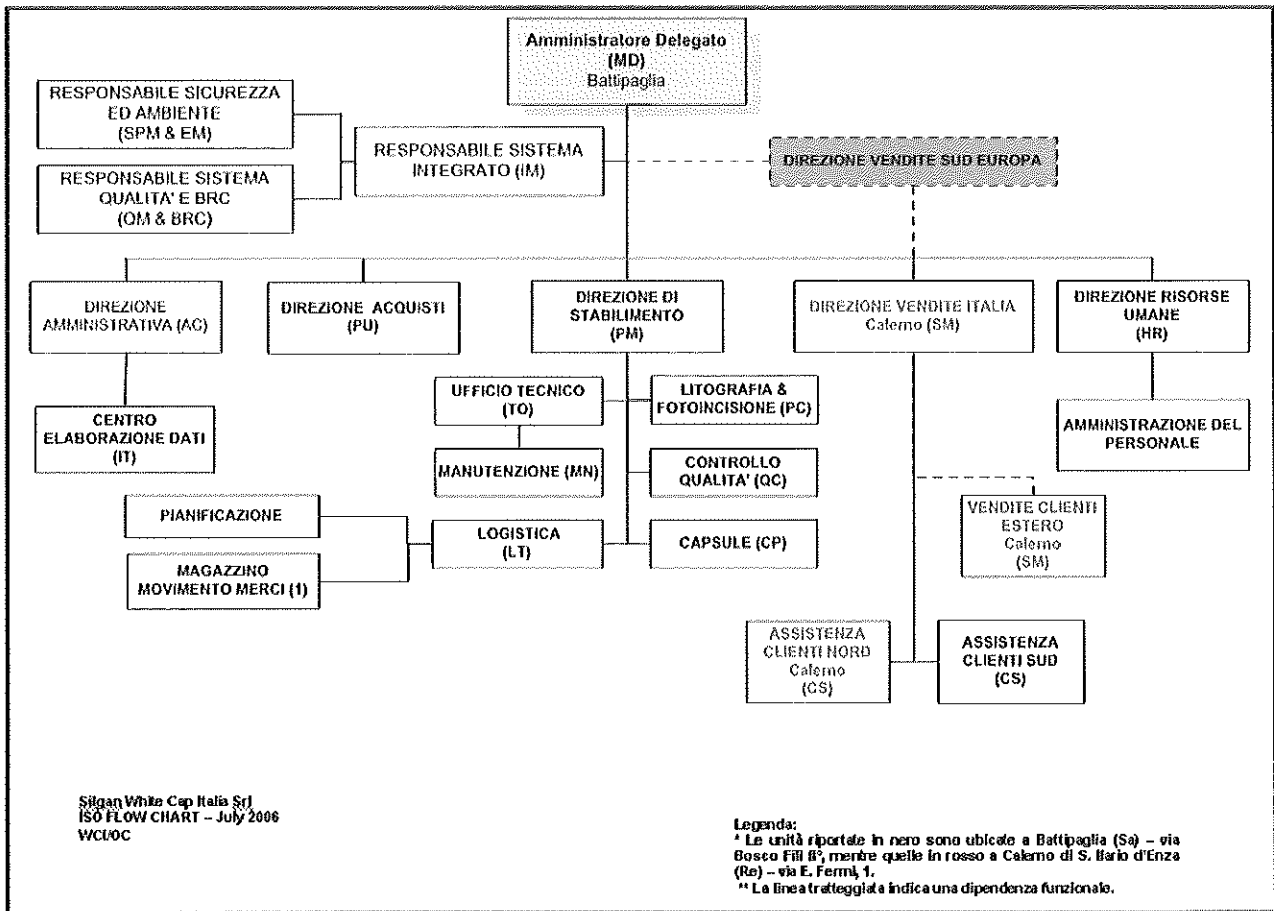 Amministratore Delegato
(MD)
Battipaglia
RESPONSABILE SICUREZZA
ED AMBIENTE
(SPM & EM)
RESPONSABILE SISTEMA
QUALITA' E BRC
(QM & BRC)
RESPONSABILE SISTEMA
INTEGRATO (IM)
DIREZIONE VENDITE SUD EUROPA
DIREZIONE
AMMINISTRATIVA (AC)
DIREZIONE ACQUISTI
(PU)
DIREZIONE DI
STABILIMENTO
(PM)
DIREZIONE VENDITE ITALIA
Calerno (SM)
DIREZIONE RISORSE
UMANE
(HR)
CENTRO
ELABORAZIONE DATI
(IT)
UFFICIO TECNICO
(TO)
LITOGRAFIA &
FOTOINCISIONE (PC)
AMMINISTRAZIONE DEL
PERSONALE
MANUTENZIONE (MN)
CONTROLLO
QUALITA' (QC)
PIANIFICAZIONE
LOGISTICA
(LT)
CAPSULE (CP)
VENDITE CLIENTI
ESTERO
Calerno
(SM)
MAGAZZINO
MOVIMENTO MERCI (1)
ASSISTENZA
CLIENTI NORD
Calerno
(CS)
ASSISTENZA
CLIENTI SUD
(CS)
Silgan White Cap Italia Srl
ISO FLOW CHART – July 2006
WCI/OC
Legenda:
* Le unità riportate in nero sono ubicate a Battipaglia (Sa) – via
Bosco Fili, mentre quelle in rosso a Calerno di S. Ilario d'Enza
(Re) – via E. Fermi, 1.
** La linea tratteggiata indica una dipendenza funzionale.